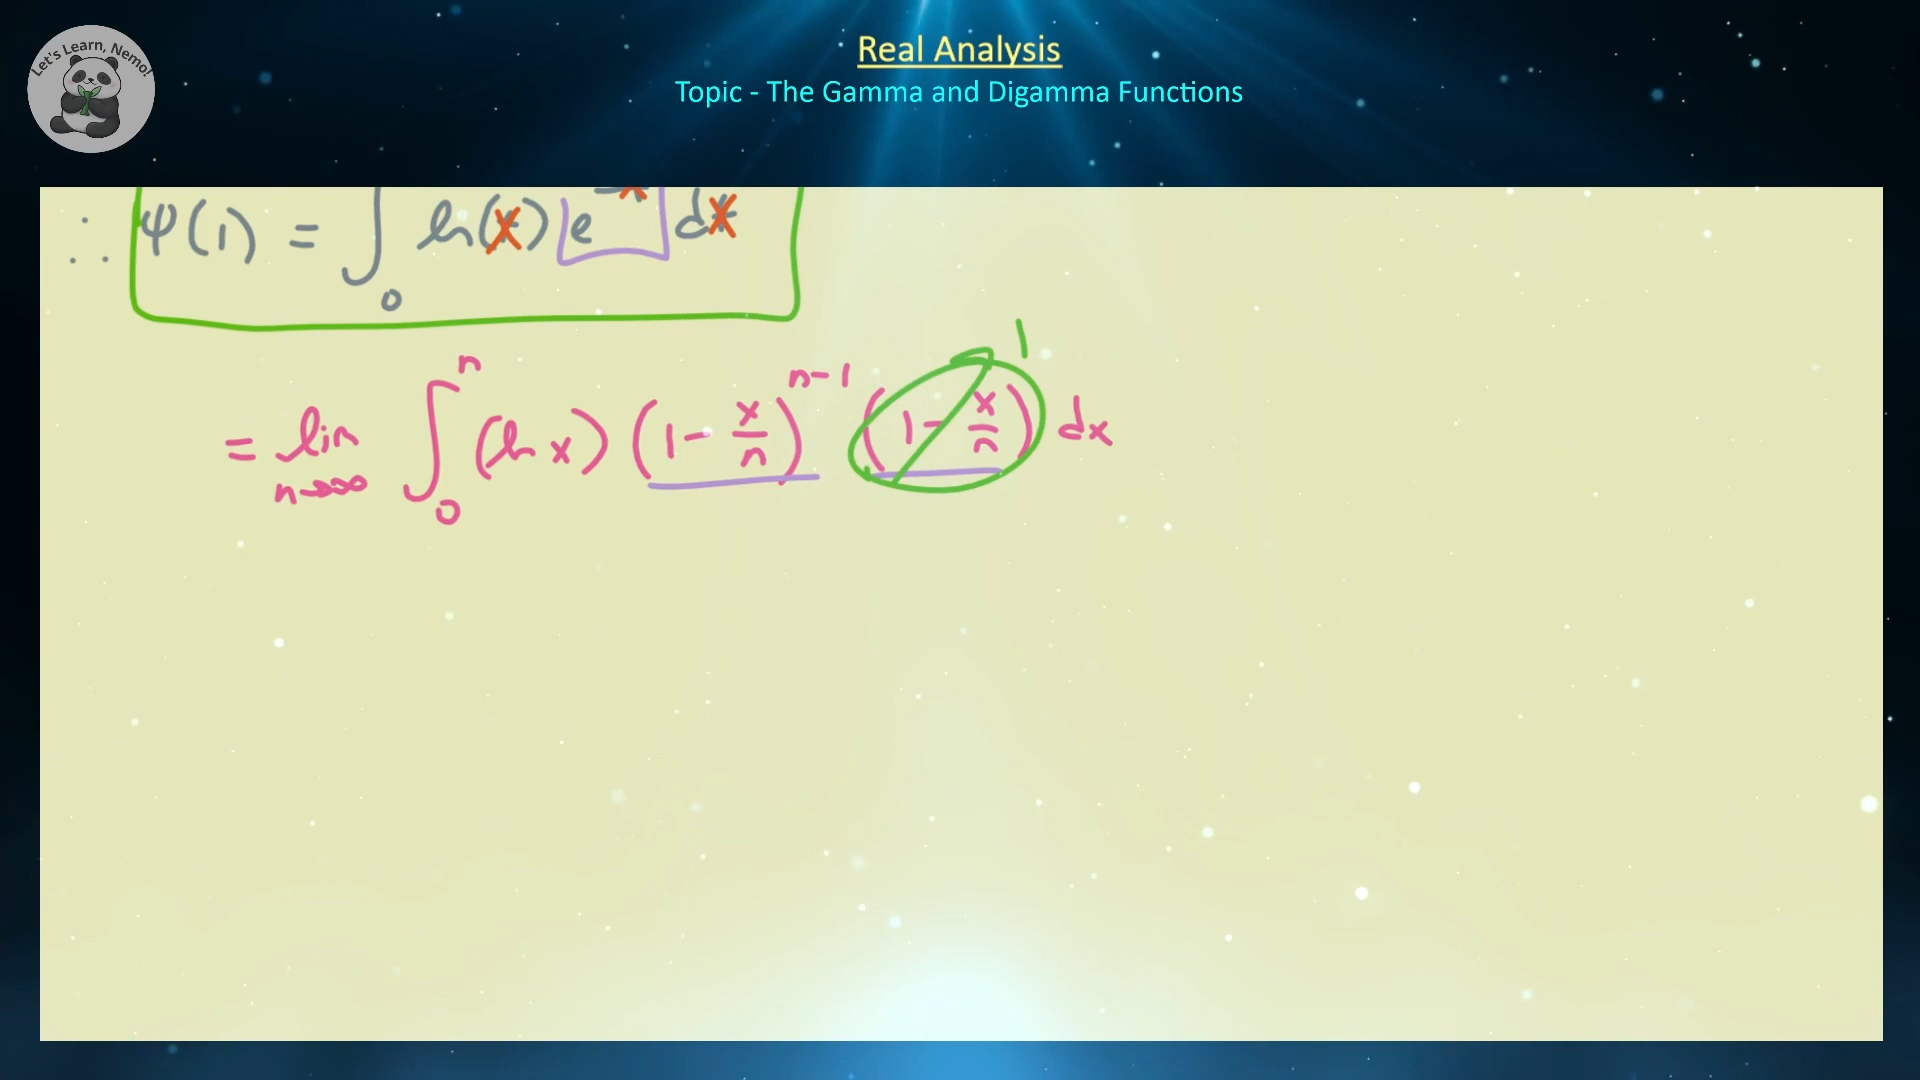 Let's Learn, Nemo!
Real Analysis
Topic - The Gamma and Digamma Functions
∴ ψ(1) = ∫₀ ln(x) e^-x dx
= lim n→∞ ∫₀ⁿ (ln x) (1 - x/n)^(n-1) (1 - x/n) dx
1